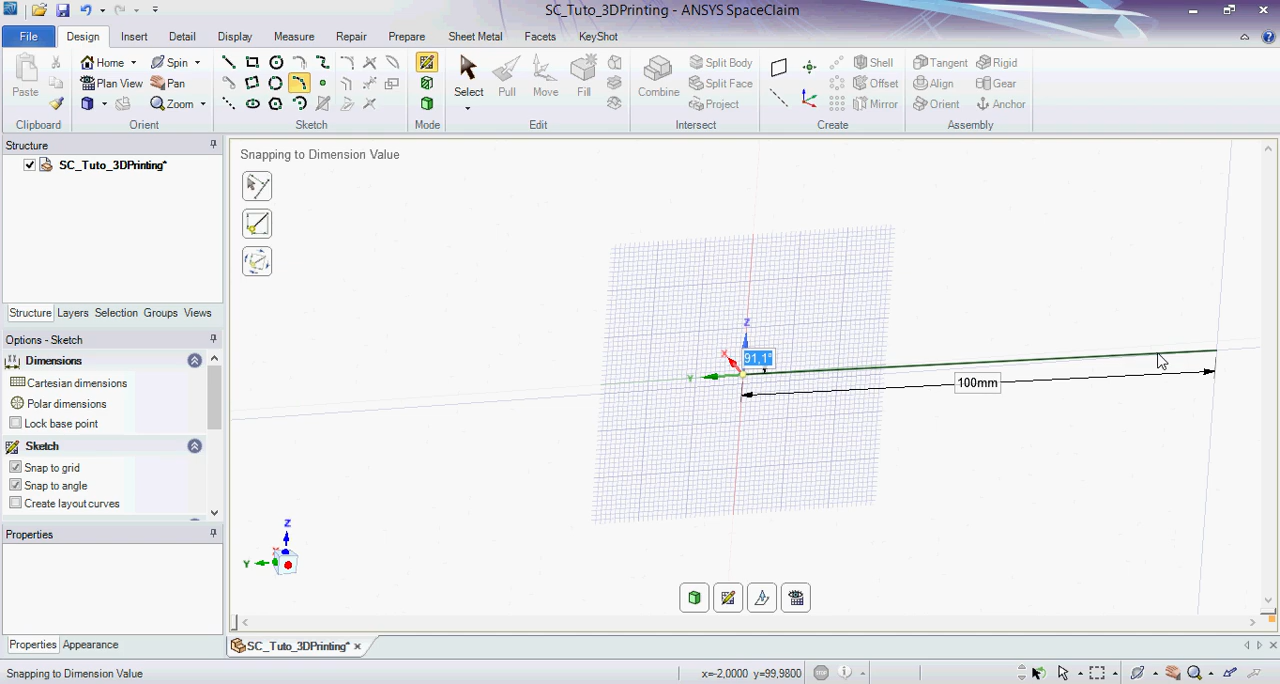 SC_Tuto_3DPrinting - ANSYS SpaceClaim
File Design Insert Detail Display Measure Repair Prepare Sheet Metal Facets KeyShot
Home Spin Select Pull Move Fill Split Body Shell Tangent Rigid
Paste Plan View Pan Combine Split Face Offset Align Gear
Zoom Project Mirror Orient Anchor
Clipboard Orient Sketch Mode Edit Intersect Create Assembly
Structure
SC_Tuto_3DPrinting*
Snapping to Dimension Value
Structure Layers Selection Groups Views
Options - Sketch
Dimensions
Cartesian dimensions
Polar dimensions
Lock base point
Sketch
Snap to grid
Snap to angle
Create layout curves
Properties
Properties Appearance
Z
X
91,1°
Y
100mm
Z
X
Y
SC_Tuto_3DPrinting*
Snapping to Dimension Value
x=-2,0000 y=99,9800